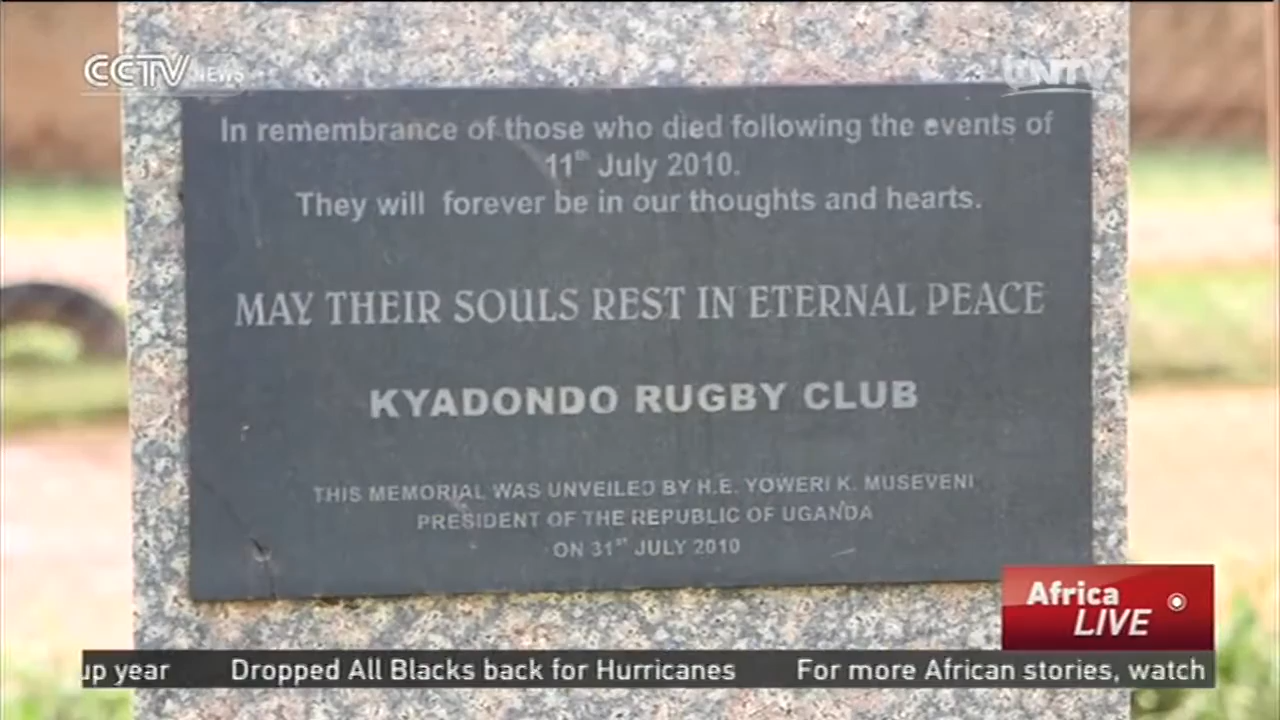 CCTV NEWS
UNTV
In remembrance of those who died following the events of
11th July 2010.
They will forever be in our thoughts and hearts.
MAY THEIR SOULS REST IN ETERNAL PEACE
KYADONDO RUGBY CLUB
THIS MEMORIAL WAS UNVEILED BY H.E. YOWERI K. MUSEVENI
PRESIDENT OF THE REPUBLIC OF UGANDA
ON 31st JULY 2010
Africa
LIVE
up year Dropped All Blacks back for Hurricanes For more African stories, watch